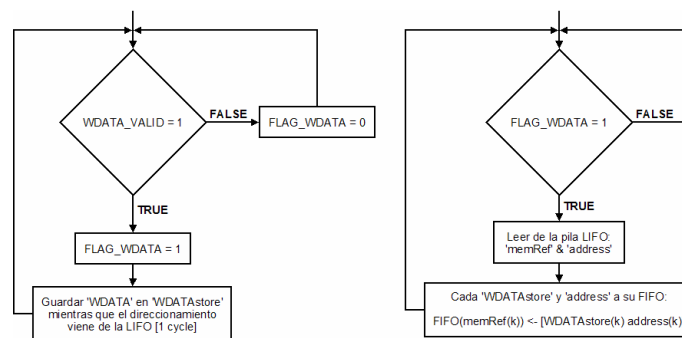 WDATA_VALID = 1
FALSE
FLAG_WDATA = 0
TRUE
FLAG_WDATA = 1
Guardar 'WDATA' en 'WDATAstore'
mientras que el direccionamiento
viene de la LIFO [1 cycle]
FLAG_WDATA = 1
FALSE
TRUE
Leer de la pila LIFO:
'memRef' & 'address'
Cada 'WDATAstore' y 'address' a su FIFO:
FIFO(memRef(k)) <- [WDATAstore(k) address(k)